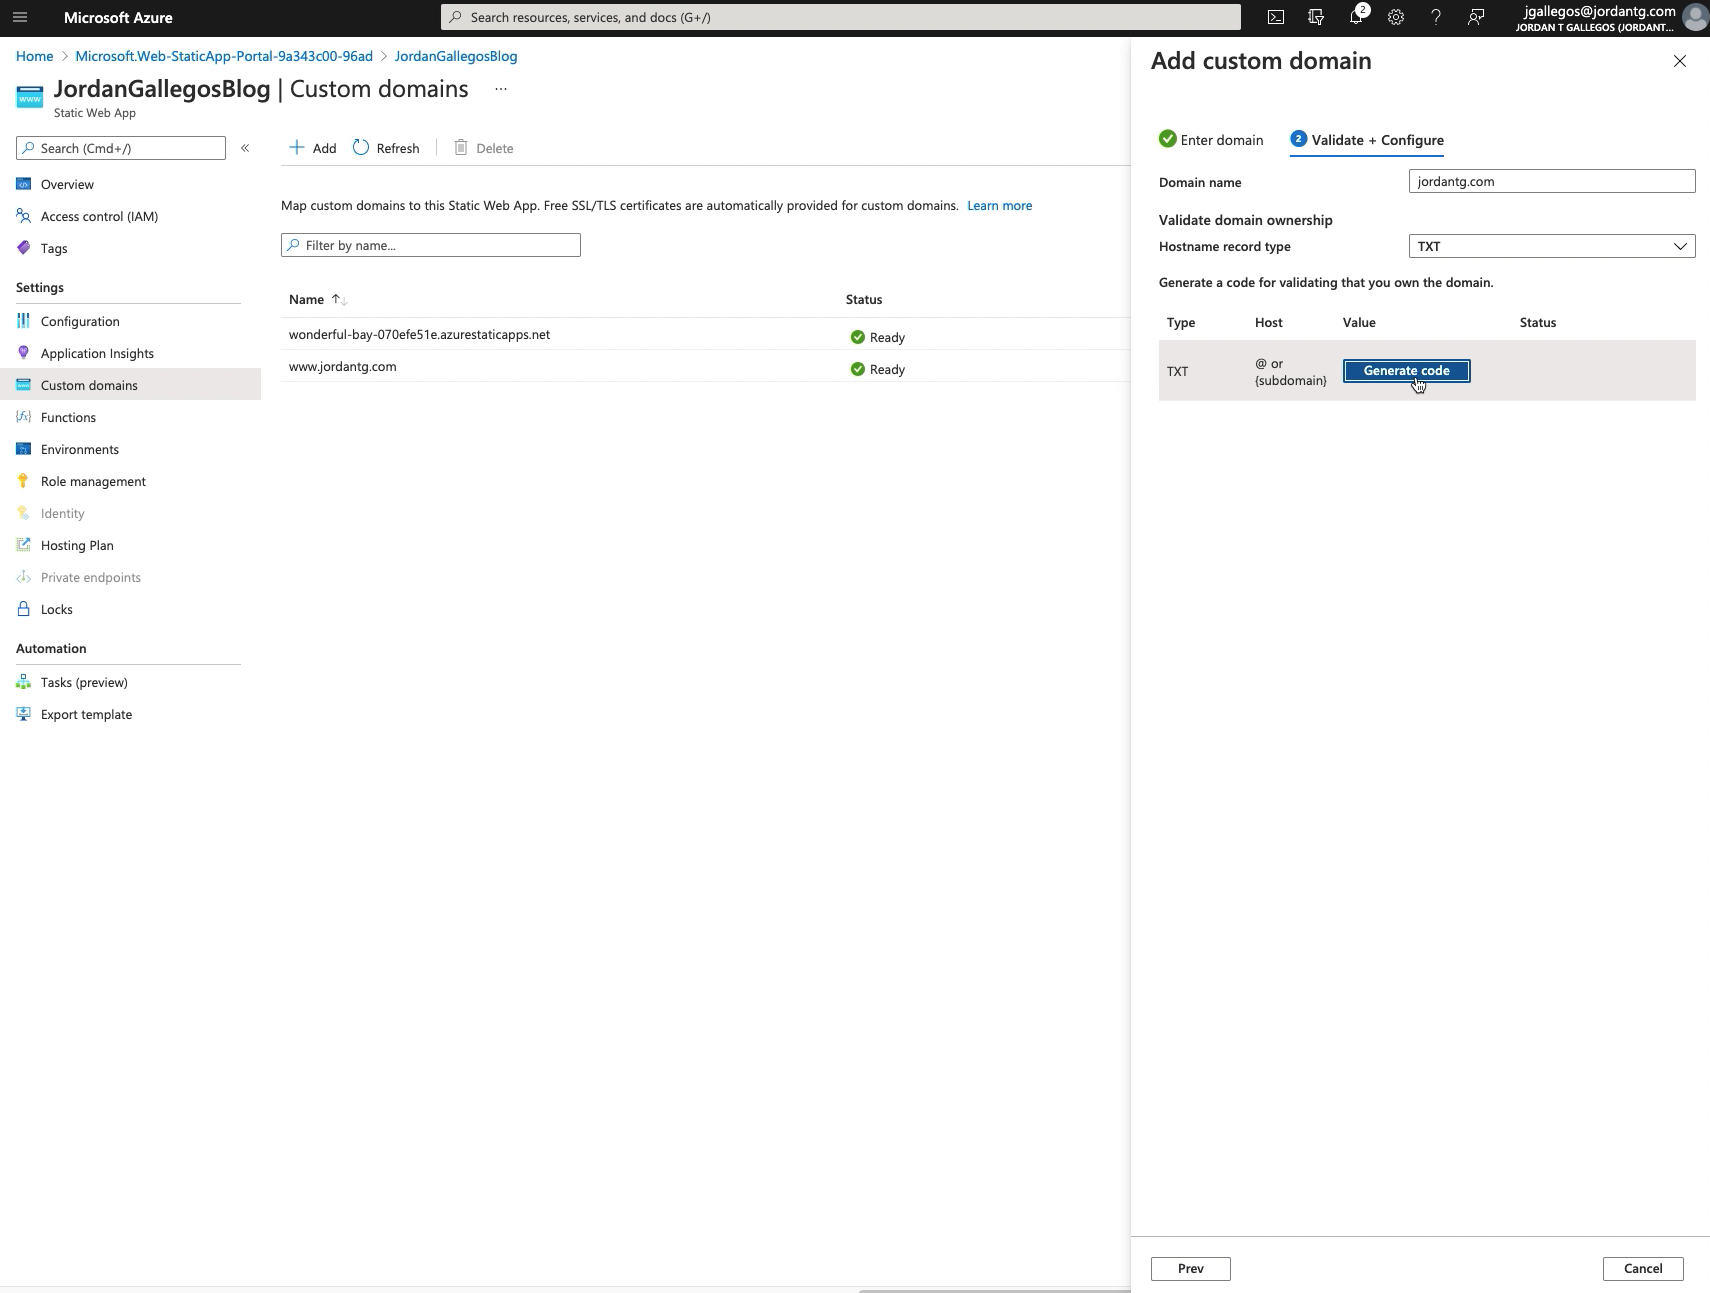 Microsoft Azure
Search resources, services, and docs (G+/)
2
jgallegos@jordantg.com
JORDAN T GALLEGOS (JORDANT...
Home > Microsoft.Web-StaticApp-Portal-9a343c00-96ad > JordanGallegosBlog
www
JordanGallegosBlog | Custom domains ...
Static Web App
Search (Cmd+/)
«
Overview
Access control (IAM)
Tags
Settings
Configuration
Application Insights
Custom domains
Functions
Environments
Role management
Identity
Hosting Plan
Private endpoints
Locks
Automation
Tasks (preview)
Export template
Add Refresh Delete
Map custom domains to this Static Web App. Free SSL/TLS certificates are automatically provided for custom domains. Learn more
Filter by name...
Name ↑↓ Status
wonderful-bay-070efe51e.azurestaticapps.net Ready
www.jordantg.com Ready
Add custom domain
Enter domain 2 Validate + Configure
Domain name jordantg.com
Validate domain ownership
Hostname record type TXT
Generate a code for validating that you own the domain.
Type Host Value Status
TXT @ or {subdomain} Generate code
Prev Cancel